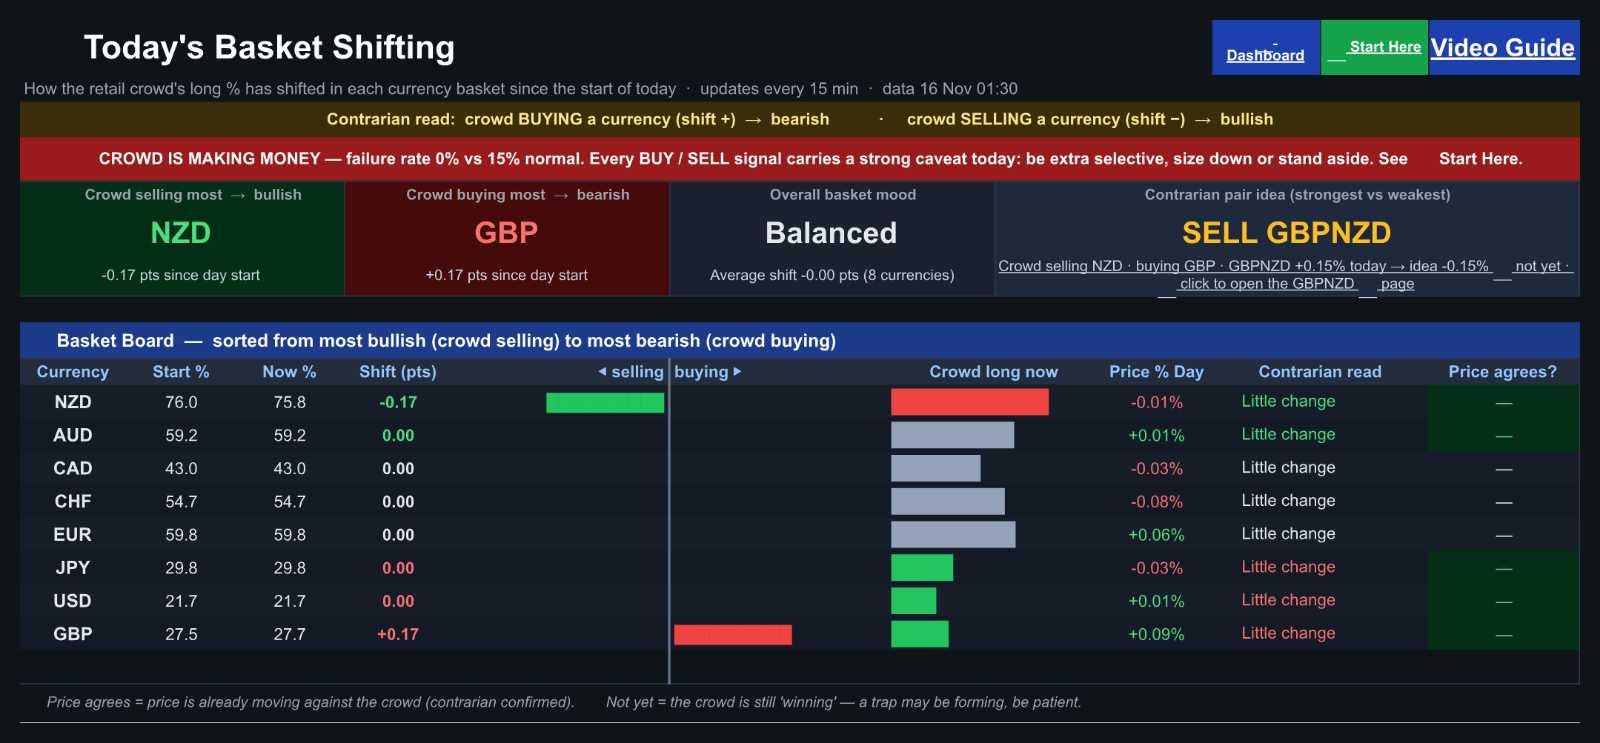 Today's Basket Shifting
Dashboard
Start Here
Video Guide
How the retail crowd's long % has shifted in each currency basket since the start of today · updates every 15 min · data 16 Nov 01:30
Contrarian read: crowd BUYING a currency (shift +) → bearish · crowd SELLING a currency (shift −) → bullish
CROWD IS MAKING MONEY — failure rate 0% vs 15% normal. Every BUY / SELL signal carries a strong caveat today: be extra selective, size down or stand aside. See Start Here.
Crowd selling most → bullish
NZD
-0.17 pts since day start
Crowd buying most → bearish
GBP
+0.17 pts since day start
Overall basket mood
Balanced
Average shift -0.00 pts (8 currencies)
Contrarian pair idea (strongest vs weakest)
SELL GBPNZD
Crowd selling NZD · buying GBP · GBPNZD +0.15% today → idea -0.15% not yet ·
click to open the GBPNZD page
Basket Board — sorted from most bullish (crowd selling) to most bearish (crowd buying)
Currency Start % Now % Shift (pts) ◀ selling buying ▶ Crowd long now Price % Day Contrarian read Price agrees?
NZD 76.0 75.8 -0.17 -0.01% Little change —
AUD 59.2 59.2 0.00 +0.01% Little change —
CAD 43.0 43.0 0.00 -0.03% Little change —
CHF 54.7 54.7 0.00 -0.08% Little change —
EUR 59.8 59.8 0.00 +0.06% Little change —
JPY 29.8 29.8 0.00 -0.03% Little change —
USD 21.7 21.7 0.00 +0.01% Little change —
GBP 27.5 27.7 +0.17 +0.09% Little change —
Price agrees = price is already moving against the crowd (contrarian confirmed). Not yet = the crowd is still 'winning' — a trap may be forming, be patient.